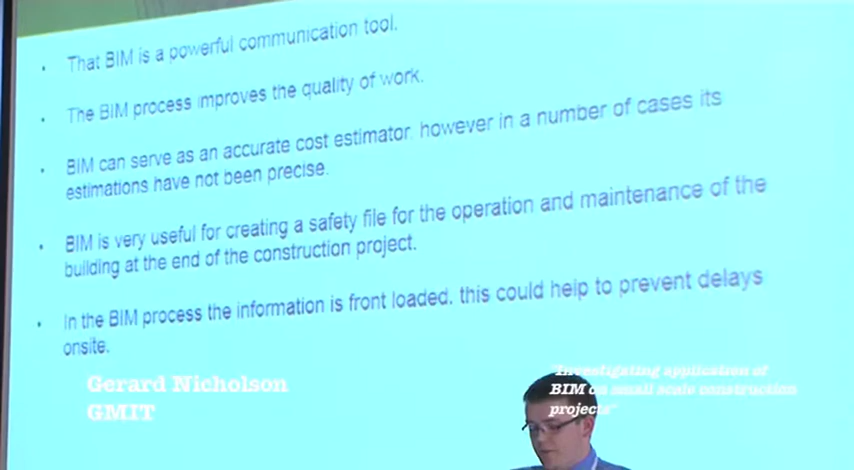 • That BIM is a powerful communication tool.
• The BIM process improves the quality of work.
• BIM can serve as an accurate cost estimator, however in a number of cases its
estimations have not been precise.
• BIM is very useful for creating a safety file for the operation and maintenance of the
building at the end of the construction project.
• In the BIM process the information is front loaded, this could help to prevent delays
onsite.
Gerard Nicholson
GMIT
"Investigating application of
BIM on small scale construction
projects"